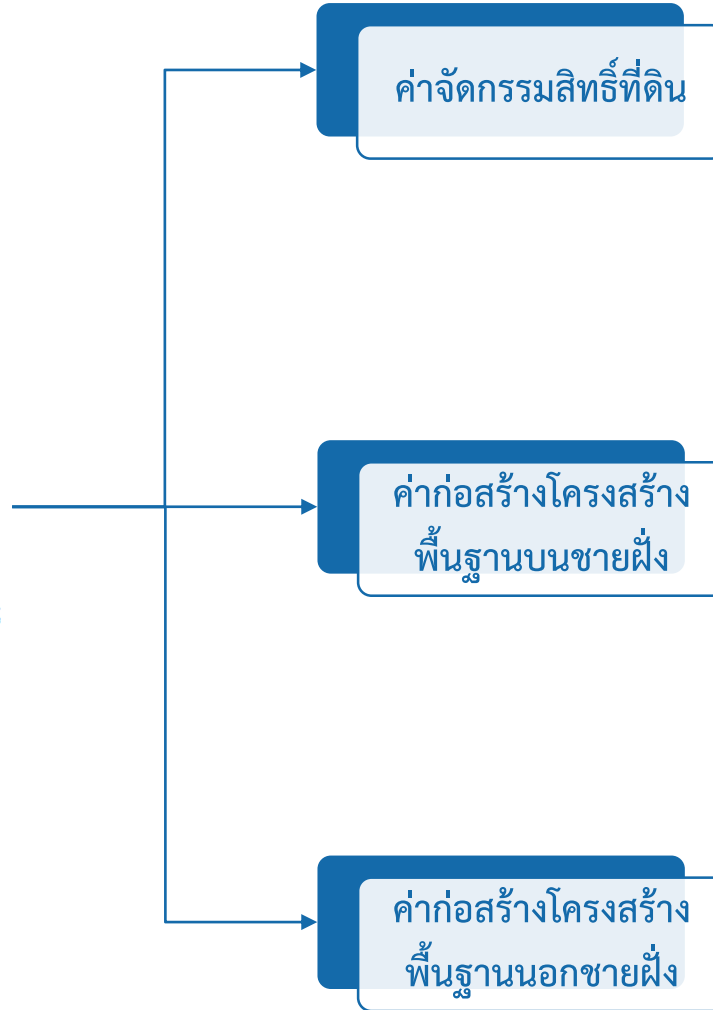 ค่าจัดกรรมสิทธิ์ที่ดิน
ค่าก่อสร้างโครงสร้าง
พื้นฐานบนชายฝั่ง
ค่าก่อสร้างโครงสร้าง
พื้นฐานนอกชายฝั่ง